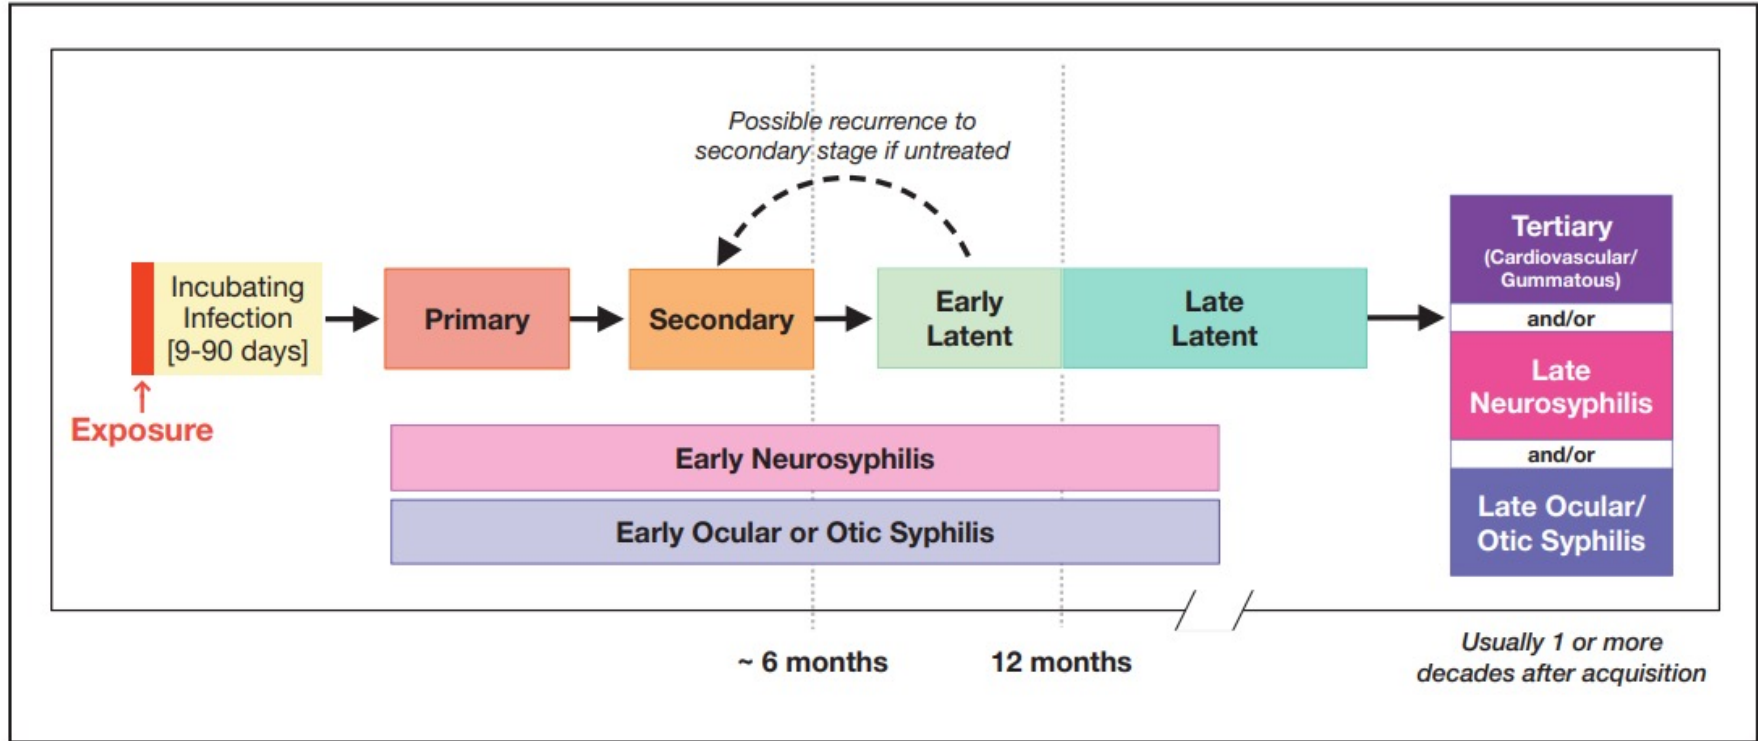 Possible recurrence to
secondary stage if untreated
Incubating
Infection
[9-90 days]
Exposure
Primary
Secondary
Early
Latent
Late
Latent
Tertiary
(Cardiovascular/
Gummatous)
and/or
Late
Neurosyphilis
and/or
Late Ocular/
Otic Syphilis
Early Neurosyphilis
Early Ocular or Otic Syphilis
~ 6 months
12 months
Usually 1 or more
decades after acquisition